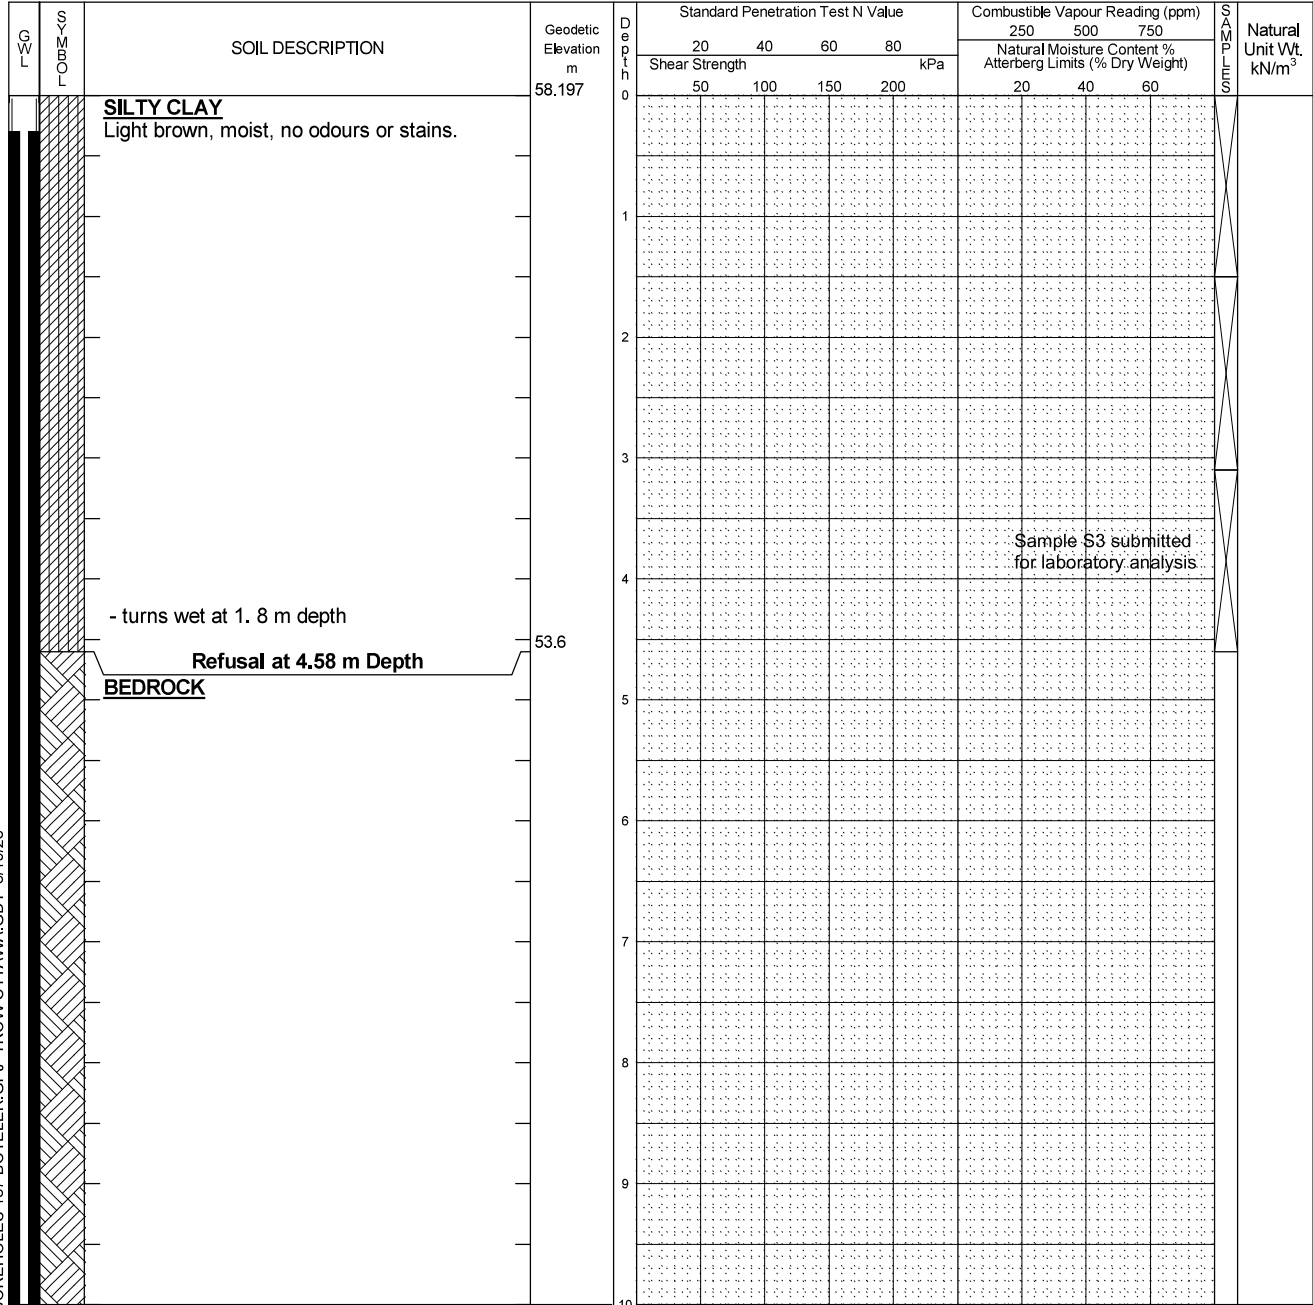 GWL
SYMBOL
SOIL DESCRIPTION
Geodetic
Elevation
m
58.197
Depth
Standard Penetration Test N Value
20 40 60 80
Shear Strength kPa
50 100 150 200
Combustible Vapour Reading (ppm)
250 500 750
Natural Moisture Content %
Atterberg Limits (% Dry Weight)
20 40 60
SAMPLES
Natural
Unit Wt.
kN/m³
0
SILTY CLAY
Light brown, moist, no odours or stains.
1
2
3
Sample S3 submitted
for laboratory analysis
4
- turns wet at 1. 8 m depth
53.6
Refusal at 4.58 m Depth
BEDROCK
5
6
7
8
9
10